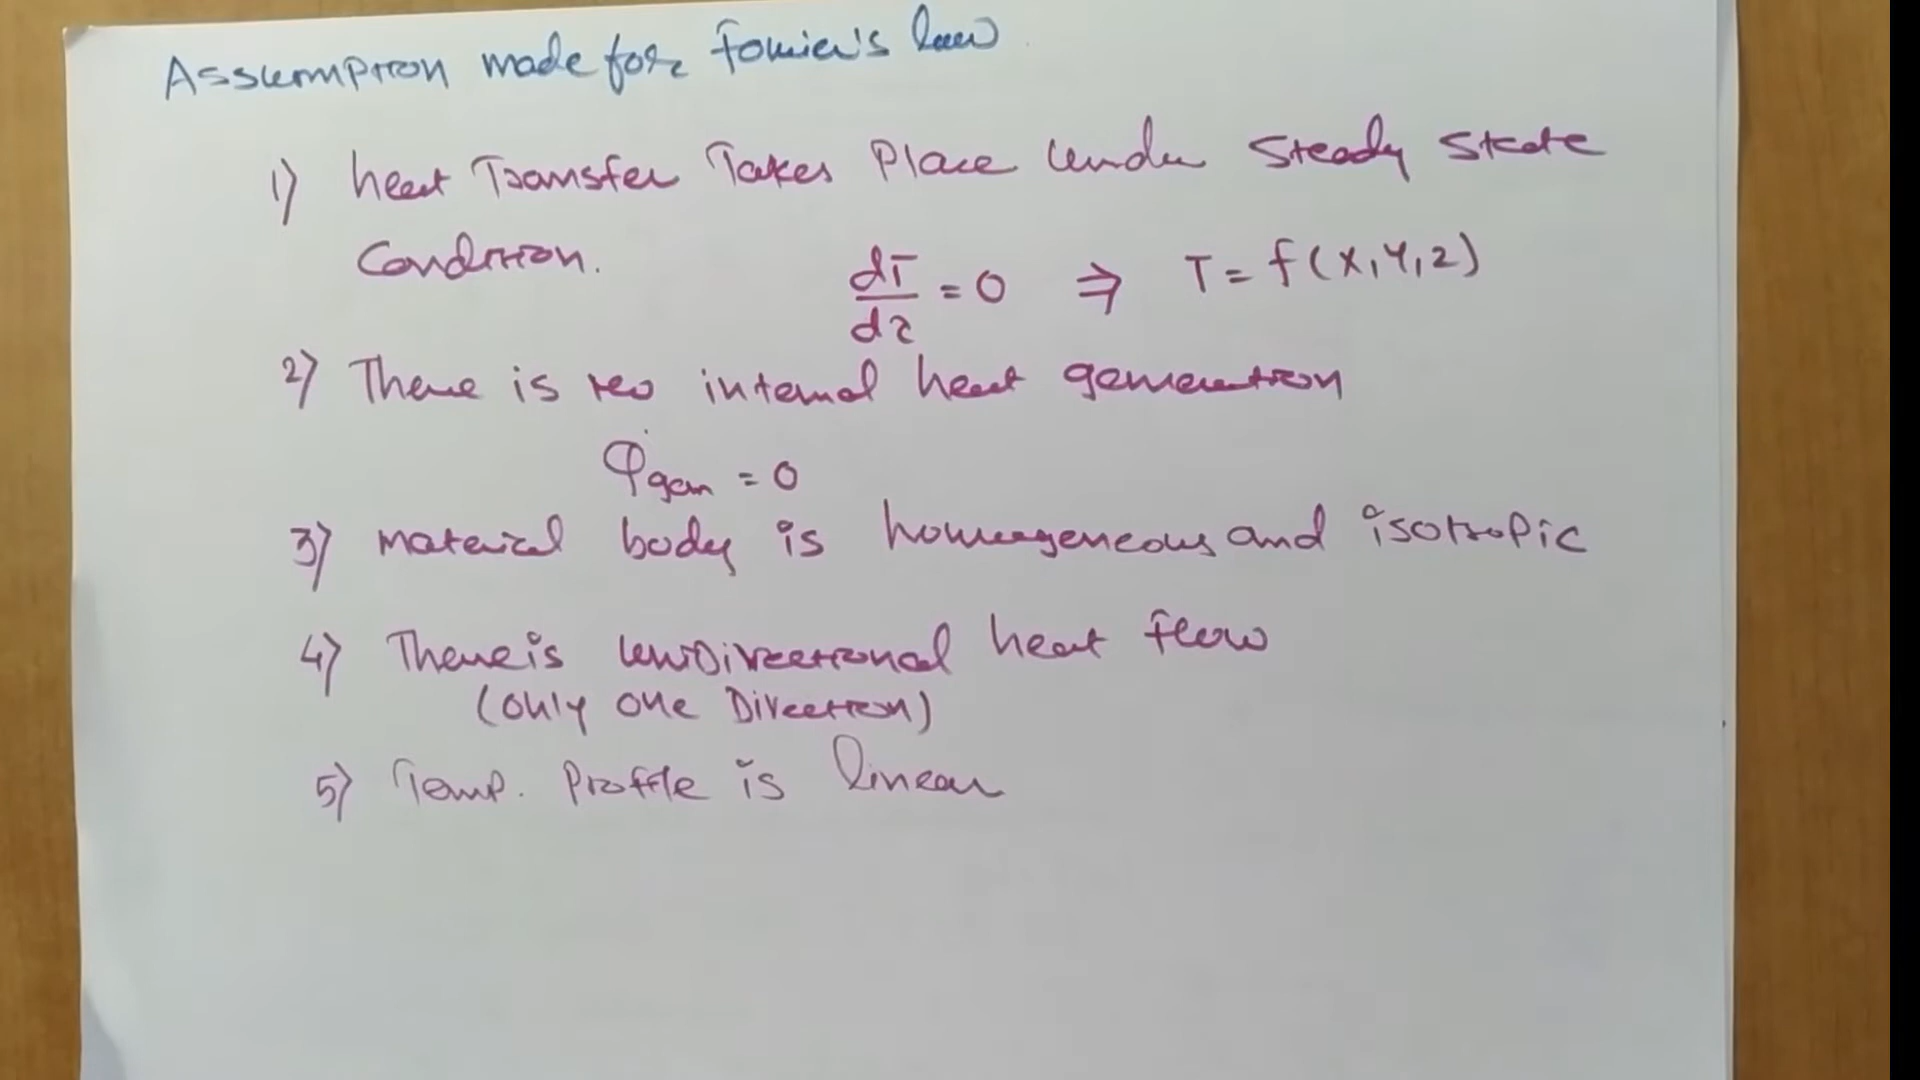 Assumption made for Fourier's law
1) heat Transfer Takes Place under Steady State
Condition.
dT/dτ = 0 ⇒ T = f(x,y,z)
2) There is no internal heat generation
q̇gen = 0
3) material body is homogeneous and isotropic
4) There is uniDirectional heat flow
(only one Direction)
5) Temp. Profile is linear